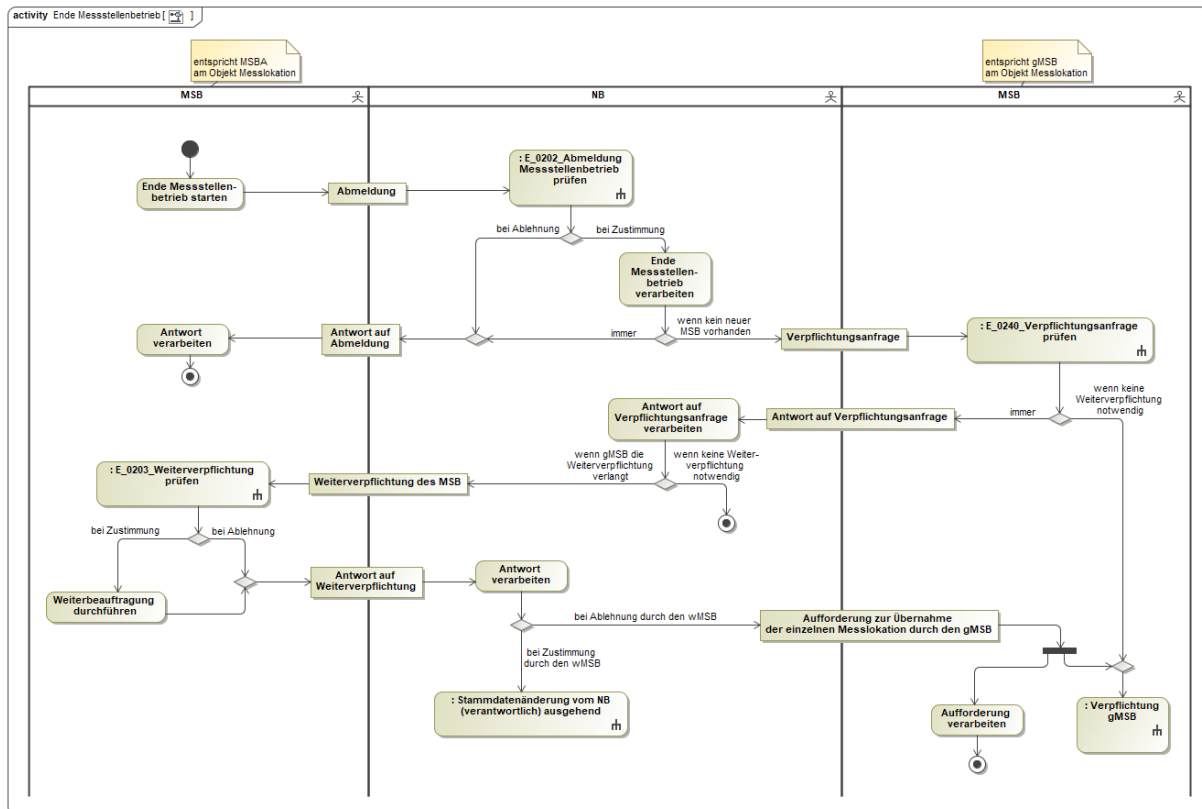 activity Ende Messstellenbetrieb [ ]
entspricht MSBA
am Objekt Messlokation
entspricht gMSB
am Objekt Messlokation
MSB
NB
MSB
: E_0202_Abmeldung
Messstellenbetrieb
prüfen
Ende Messstellen-
betrieb starten
Abmeldung
bei Ablehnung
bei Zustimmung
Ende
Messstellen-
betrieb
verarbeiten
Antwort
verarbeiten
Antwort auf
Abmeldung
immer
wenn kein neuer
MSB vorhanden
Verpflichtungsanfrage
: E_0240_Verpflichtungsanfrage
prüfen
wenn keine
Weiterverpflichtung
notwendig
Antwort auf
Verpflichtungsanfrage
verarbeiten
Antwort auf Verpflichtungsanfrage
immer
: E_0203_Weiterverpflichtung
prüfen
Weiterverpflichtung des MSB
wenn gMSB die
Weiterverpflichtung
verlangt
wenn keine Weiter-
verpflichtung
notwendig
bei Zustimmung
bei Ablehnung
Weiterbeauftragung
durchführen
Antwort auf
Weiterverpflichtung
Antwort
verarbeiten
bei Ablehnung durch den wMSB
Aufforderung zur Übernahme
der einzelnen Messlokation durch den gMSB
bei Zustimmung
durch den wMSB
: Stammdatenänderung vom NB
(verantwortlich) ausgehend
Aufforderung
verarbeiten
: Verpflichtung
gMSB